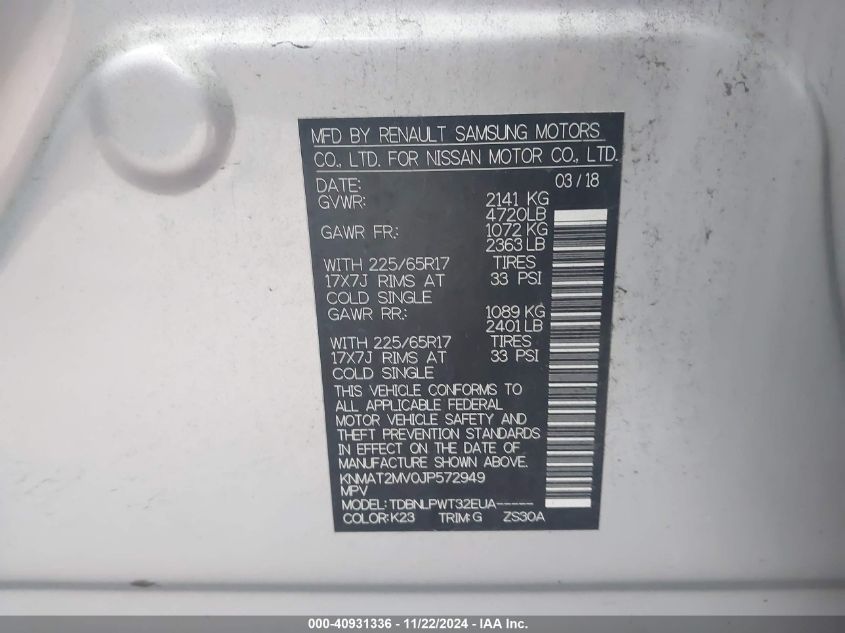 MFD BY RENAULT SAMSUNG MOTORS
CO., LTD. FOR NISSAN MOTOR CO., LTD.
DATE: 03 / 18
GVWR: 2141 KG
4720LB
GAWR FR.: 1072 KG
2363 LB
WITH 225/65R17 TIRES
17X7J RIMS AT 33 PSI
COLD SINGLE
GAWR RR.: 1089 KG
2401 LB
WITH 225/65R17 TIRES
17X7J RIMS AT 33 PSI
COLD SINGLE
THIS VEHICLE CONFORMS TO
ALL APPLICABLE FEDERAL
MOTOR VEHICLE SAFETY AND
THEFT PREVENTION STANDARDS
IN EFFECT ON THE DATE OF
MANUFACTURE SHOWN ABOVE.
KNMAT2MV0JP572949
MPV
MODEL: TDBNLPWT32EUA-----
COLOR: K23 TRIM: G ZS30A
000-40931336 - 11/22/2024 - IAA Inc.